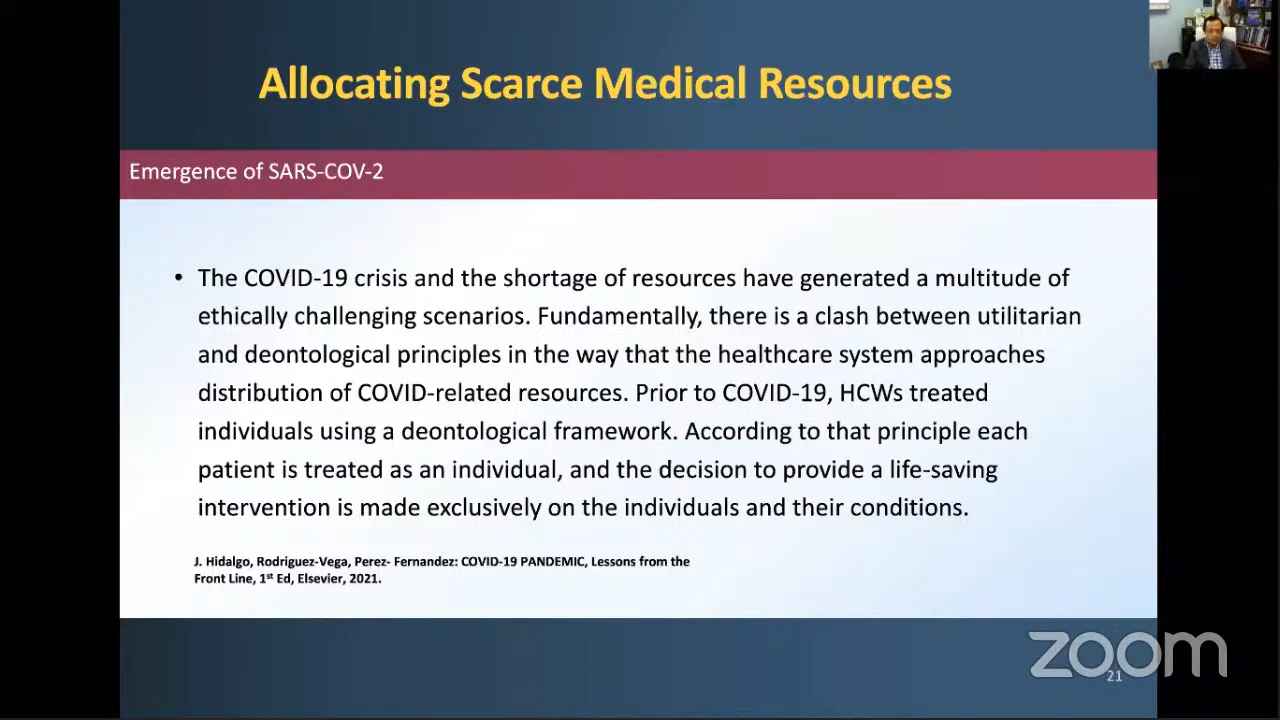 Allocating Scarce Medical Resources
Emergence of SARS-COV-2
• The COVID-19 crisis and the shortage of resources have generated a multitude of
ethically challenging scenarios. Fundamentally, there is a clash between utilitarian
and deontological principles in the way that the healthcare system approaches
distribution of COVID-related resources. Prior to COVID-19, HCWs treated
individuals using a deontological framework. According to that principle each
patient is treated as an individual, and the decision to provide a life-saving
intervention is made exclusively on the individuals and their conditions.
J. Hidalgo, Rodriguez-Vega, Perez- Fernandez: COVID-19 PANDEMIC, Lessons from the
Front Line, 1st Ed, Elsevier, 2021.
zoom
21